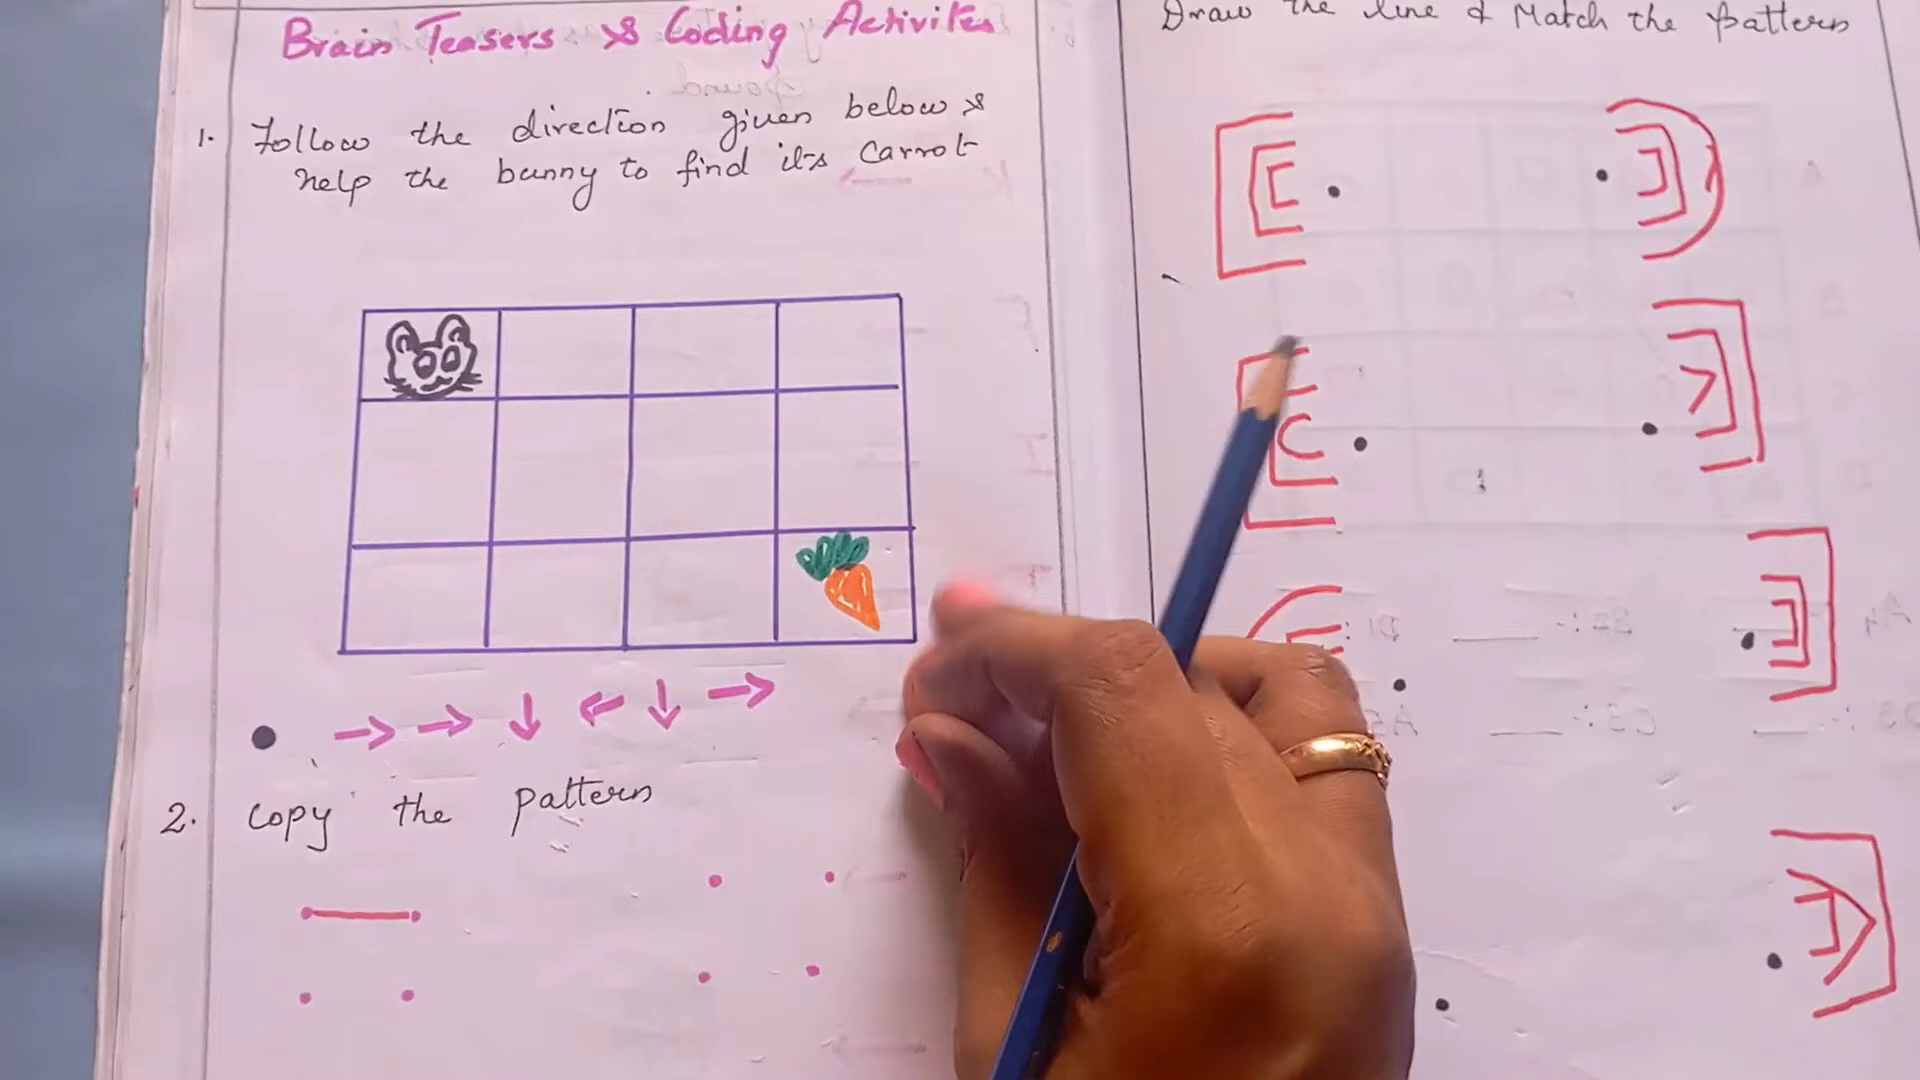 Brain Teasers & Coding Activites
1. Follow the direction given below &
help the bunny to find its carrot
→ → ↓ ← ↓ →
2. Copy the pattern
Draw the line & Match the pattern